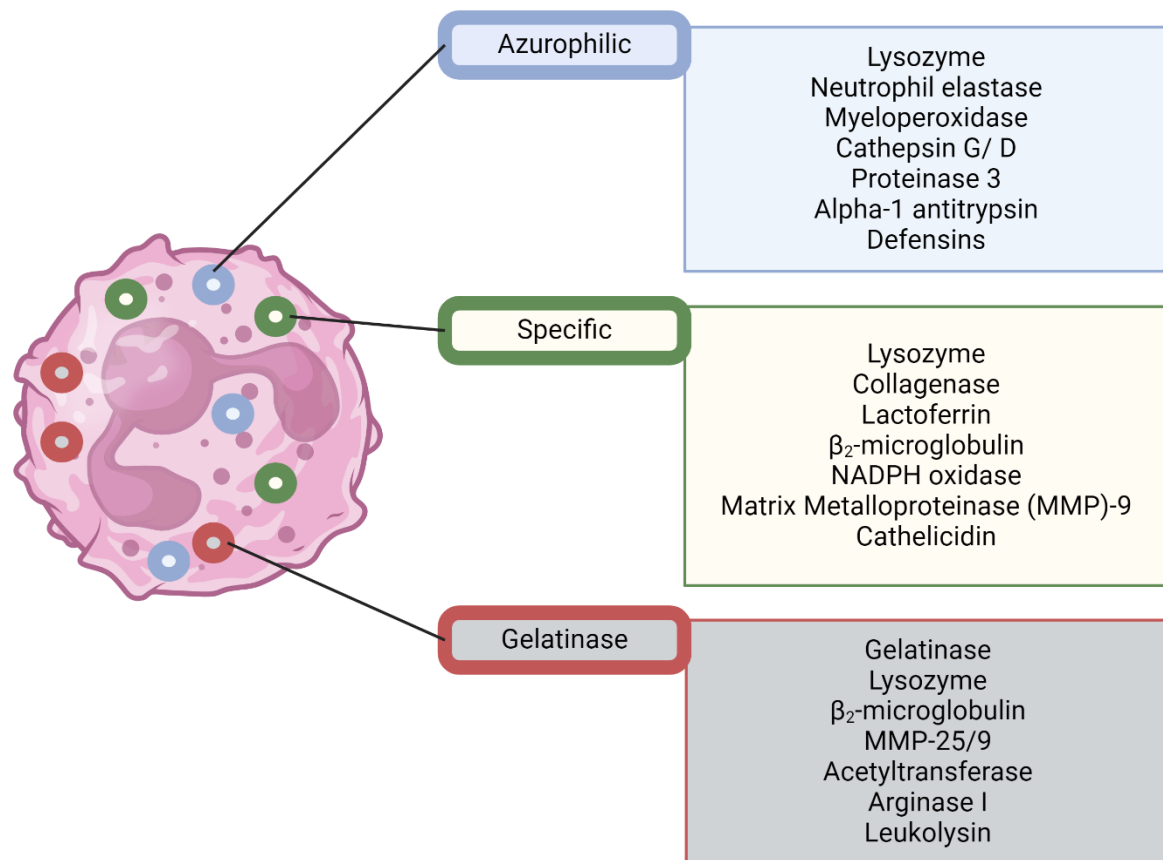 Azurophilic
Lysozyme
Neutrophil elastase
Myeloperoxidase
Cathepsin G/ D
Proteinase 3
Alpha-1 antitrypsin
Defensins
Specific
Lysozyme
Collagenase
Lactoferrin
β₂-microglobulin
NADPH oxidase
Matrix Metalloproteinase (MMP)-9
Cathelicidin
Gelatinase
Gelatinase
Lysozyme
β₂-microglobulin
MMP-25/9
Acetyltransferase
Arginase I
Leukolysin